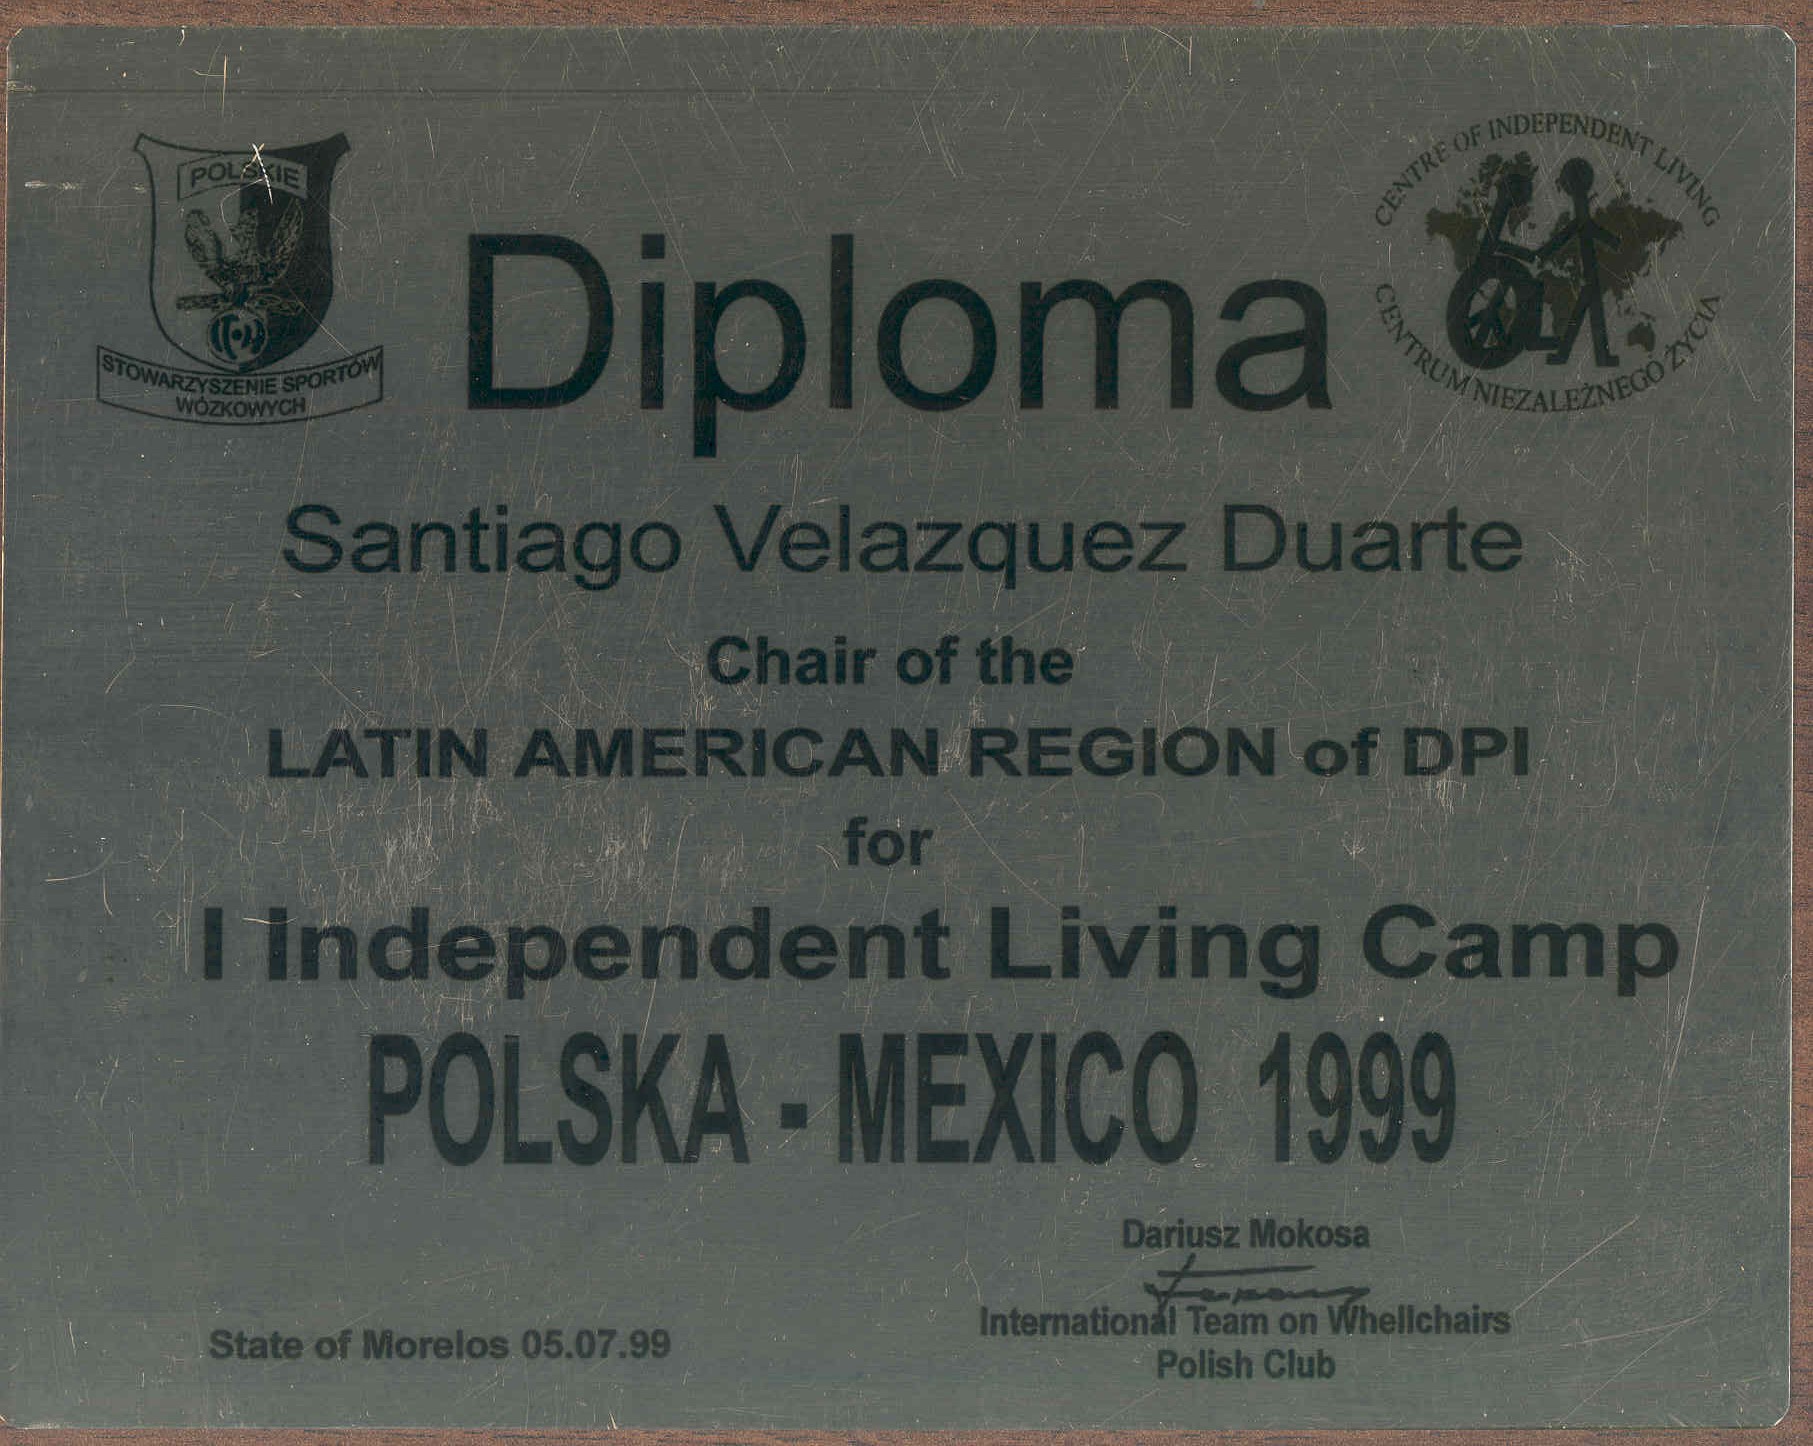 POLSKIE
STOWARZYSZENIE SPORTÓW
WÓZKOWYCH
CENTRE OF INDEPENDENT LIVING
CENTRUM NIEZALEŻNEGO ŻYCIA
Diploma
Santiago Velazquez Duarte
Chair of the
LATIN AMERICAN REGION of DPI
for
I Independent Living Camp
POLSKA - MEXICO 1999
Dariusz Mokosa
International Team on Whellchairs
Polish Club
State of Morelos 05.07.99